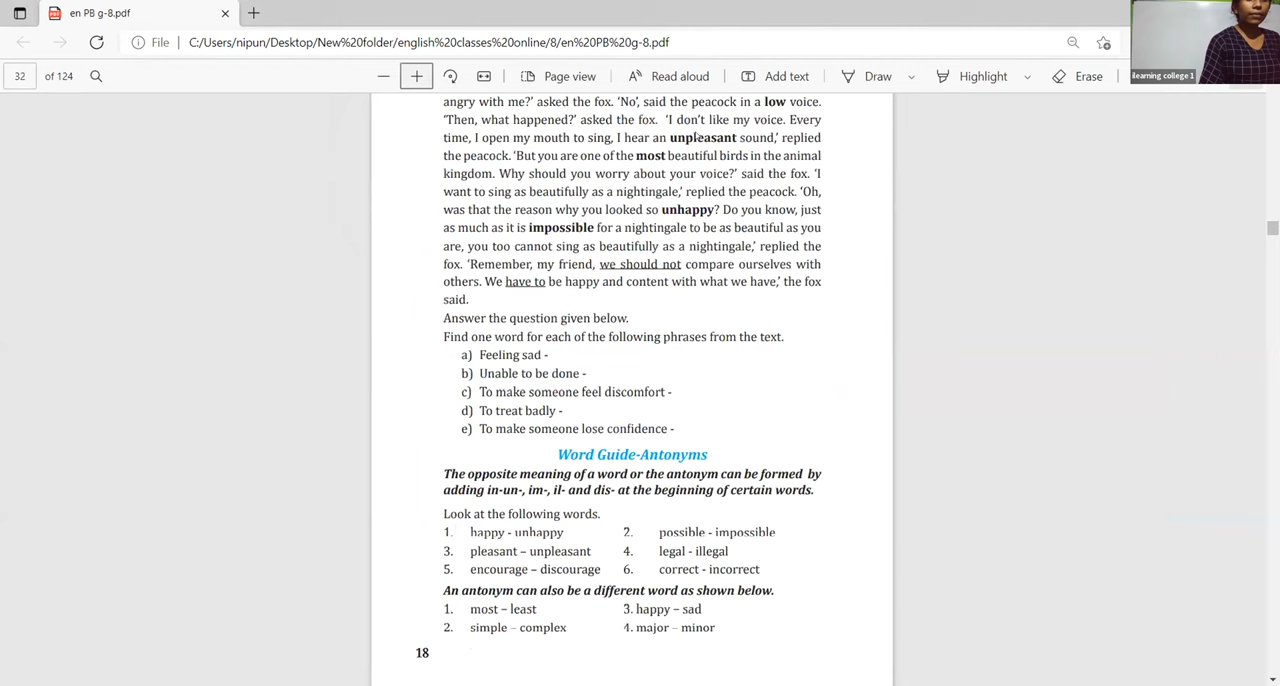 en PB g-8.pdf
File C:/Users/nipun/Desktop/New%20folder/english%20classes%20online/8/en%20PB%20g-8.pdf
32 of 124 Page view Read aloud Add text Draw Highlight Erase
ilearning college 1
angry with me?’ asked the fox. ‘No’, said the peacock in a low voice.
‘Then, what happened?’ asked the fox. ‘I don’t like my voice. Every
time, I open my mouth to sing, I hear an unpleasant sound,’ replied
the peacock. ‘But you are one of the most beautiful birds in the animal
kingdom. Why should you worry about your voice?’ said the fox. ‘I
want to sing as beautifully as a nightingale,’ replied the peacock. ‘Oh,
was that the reason why you looked so unhappy? Do you know, just
as much as it is impossible for a nightingale to be as beautiful as you
are, you too cannot sing as beautifully as a nightingale,’ replied the
fox. ‘Remember, my friend, we should not compare ourselves with
others. We have to be happy and content with what we have,’ the fox
said.
Answer the question given below.
Find one word for each of the following phrases from the text.
a) Feeling sad -
b) Unable to be done -
c) To make someone feel discomfort -
d) To treat badly -
e) To make someone lose confidence -
Word Guide-Antonyms
The opposite meaning of a word or the antonym can be formed by
adding in-un-, im-, il- and dis- at the beginning of certain words.
Look at the following words.
1. happy - unhappy 2. possible - impossible
3. pleasant – unpleasant 4. legal - illegal
5. encourage – discourage 6. correct - incorrect
An antonym can also be a different word as shown below.
1. most – least 3. happy – sad
2. simple – complex 4. major – minor
18